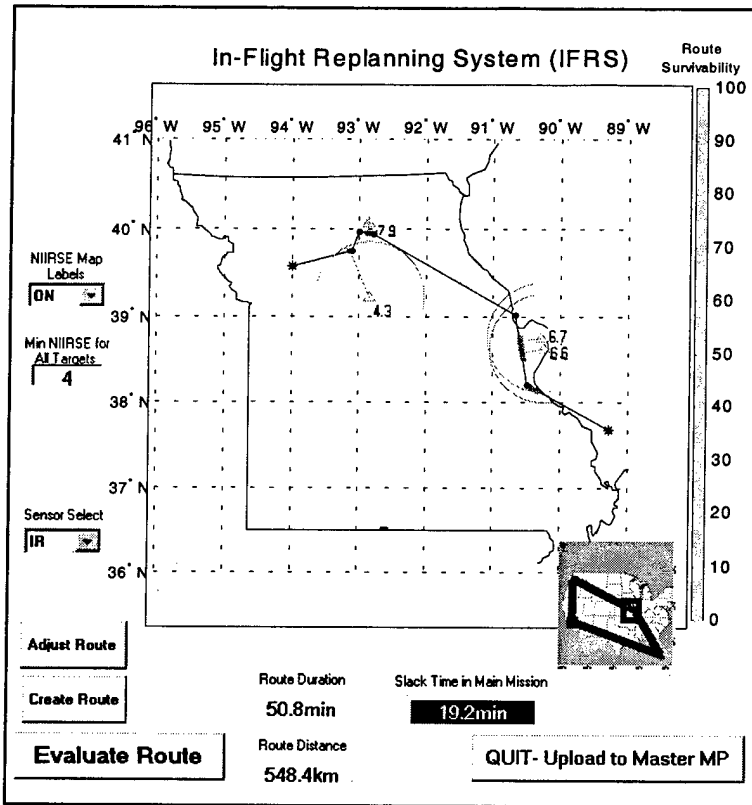 In-Flight Replanning System (IFRS)
Route
Survivability
96° W 95° W 94° W 93° W 92° W 91° W 90° W 89° W
41° N
40° N
39° N
38° N
37° N
36° N
7.9
4.3
6.7
6.6
100
90
80
70
60
50
40
30
20
10
0
NIIRSE Map
Labels
ON
Min NIIRSE for
All Targets
4
Sensor Select
IR
Adjust Route
Create Route
Evaluate Route
Route Duration
50.8min
Route Distance
548.4km
Slack Time in Main Mission
19.2min
QUIT- Upload to Master MP